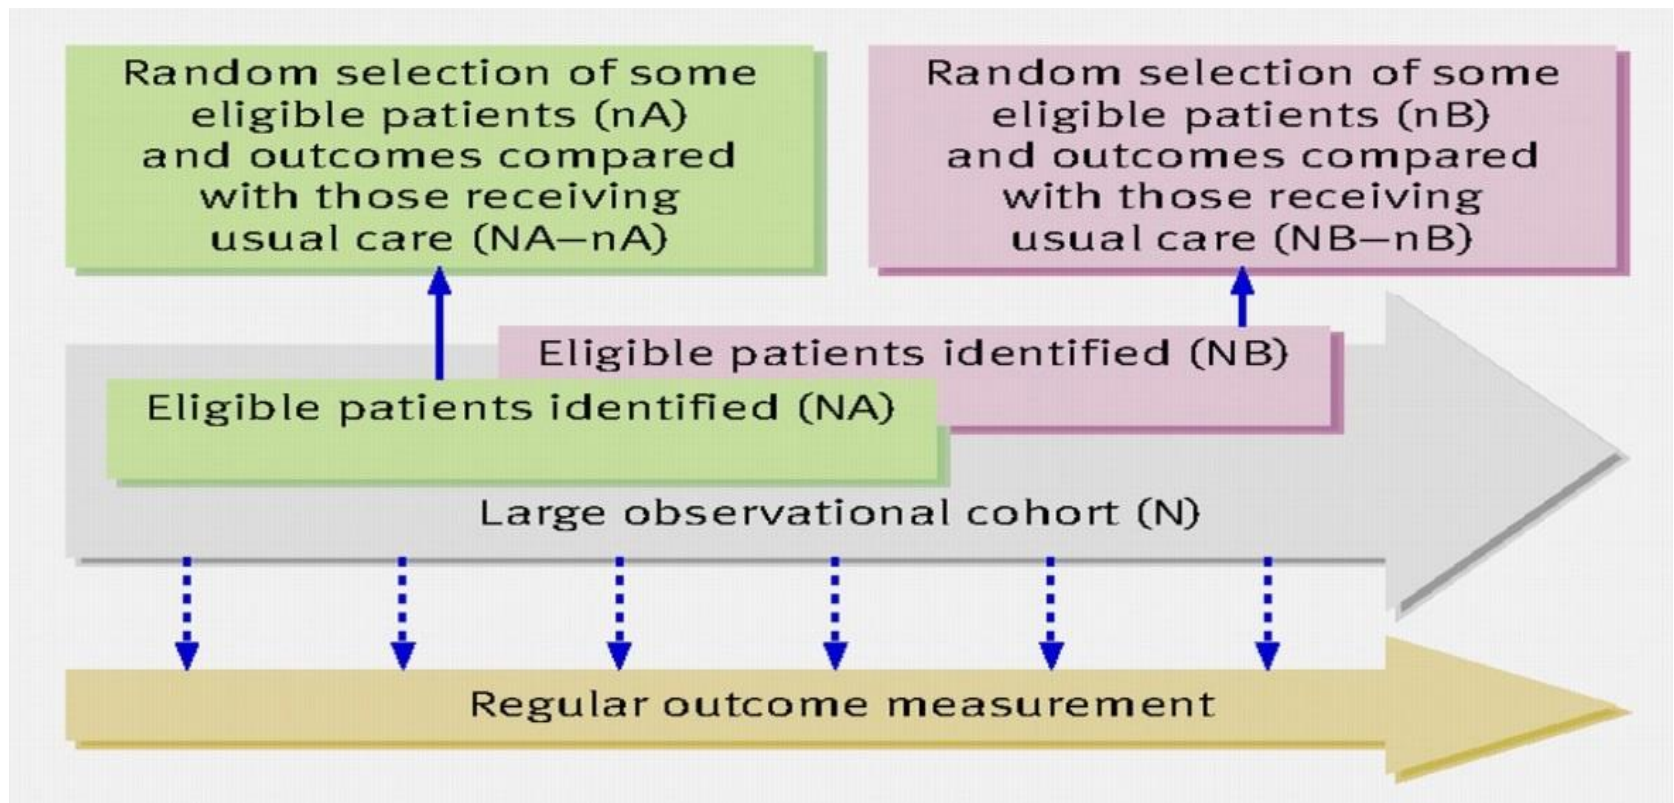 Random selection of some
eligible patients (nA)
and outcomes compared
with those receiving
usual care (NA–nA)
Random selection of some
eligible patients (nB)
and outcomes compared
with those receiving
usual care (NB–nB)
Eligible patients identified (NB)
Eligible patients identified (NA)
Large observational cohort (N)
Regular outcome measurement